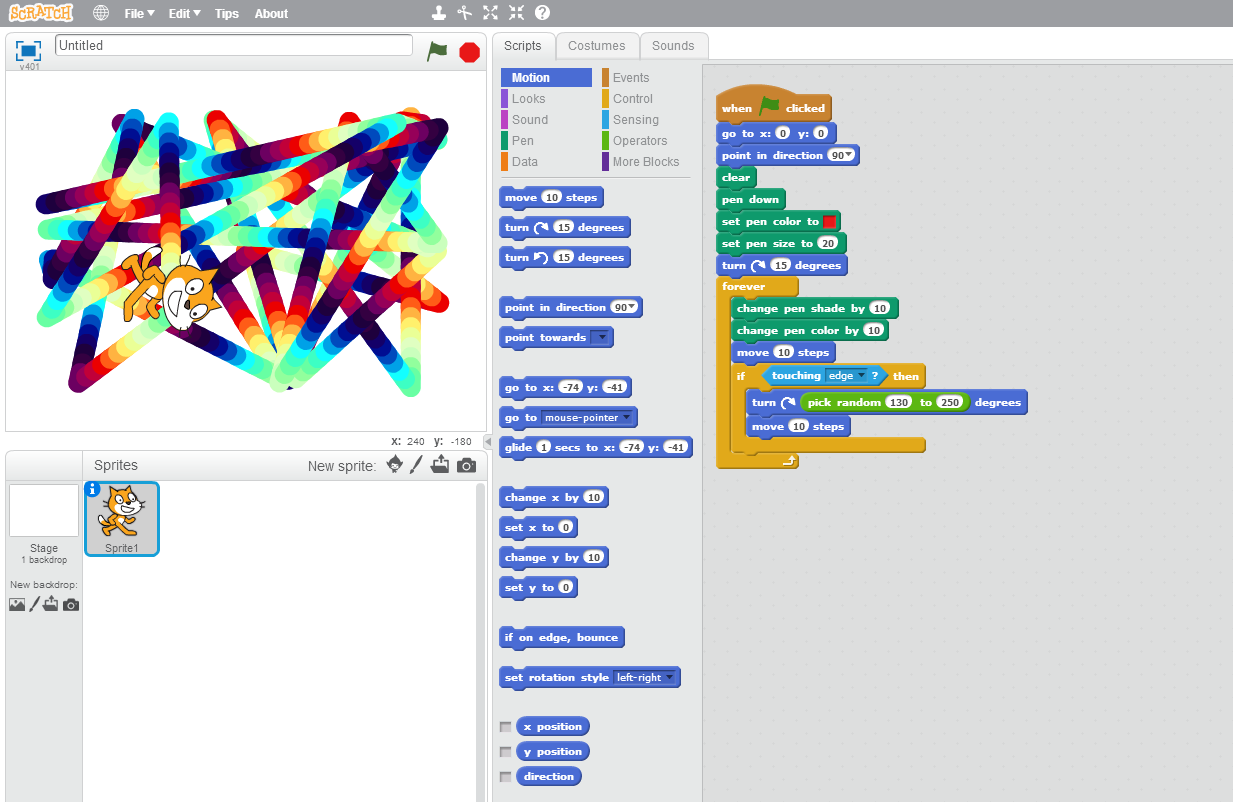 SCRATCH File Edit Tips About
Untitled
v401
Scripts Costumes Sounds
Motion Events
Looks Control
Sound Sensing
Pen Operators
Data More Blocks
move 10 steps
turn 15 degrees
turn 15 degrees
point in direction 90
point towards
go to x: -74 y: -41
go to mouse-pointer
glide 1 secs to x: -74 y: -41
change x by 10
set x to 0
change y by 10
set y to 0
if on edge, bounce
set rotation style left-right
x position
y position
direction
when clicked
go to x: 0 y: 0
point in direction 90
clear
pen down
set pen color to
set pen size to 20
turn 15 degrees
forever
change pen shade by 10
change pen color by 10
move 10 steps
if touching edge ? then
turn pick random 130 to 250 degrees
move 10 steps
x: 240 y: -180
Sprites New sprite:
Stage
1 backdrop
New backdrop:
i
Sprite1